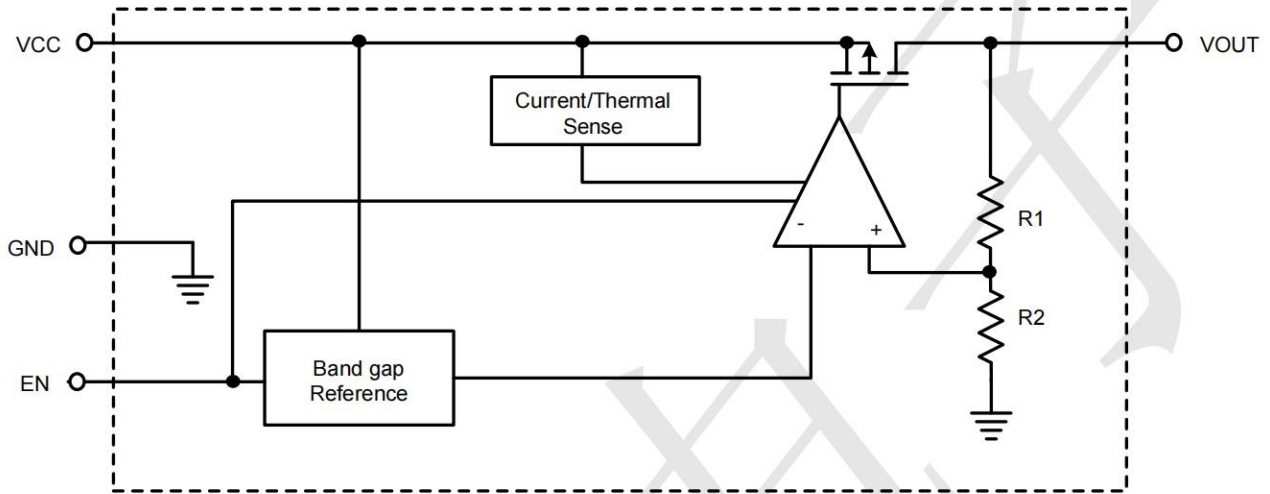 VCC
VOUT
Current/Thermal
Sense
-
+
R1
GND
R2
EN
Band gap
Reference